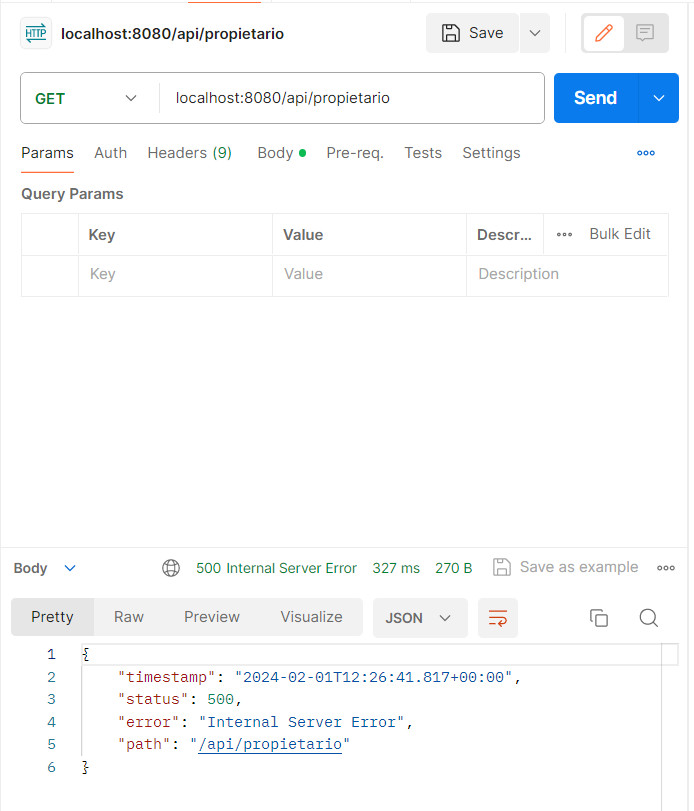 HTTP localhost:8080/api/propietario Save
GET localhost:8080/api/propietario Send
Params Auth Headers (9) Body Pre-req. Tests Settings
Query Params
Key Value Descr... Bulk Edit
Key Value Description
Body 500 Internal Server Error 327 ms 270 B Save as example
Pretty Raw Preview Visualize JSON
1 {
2 "timestamp": "2024-02-01T12:26:41.817+00:00",
3 "status": 500,
4 "error": "Internal Server Error",
5 "path": "/api/propietario"
6 }